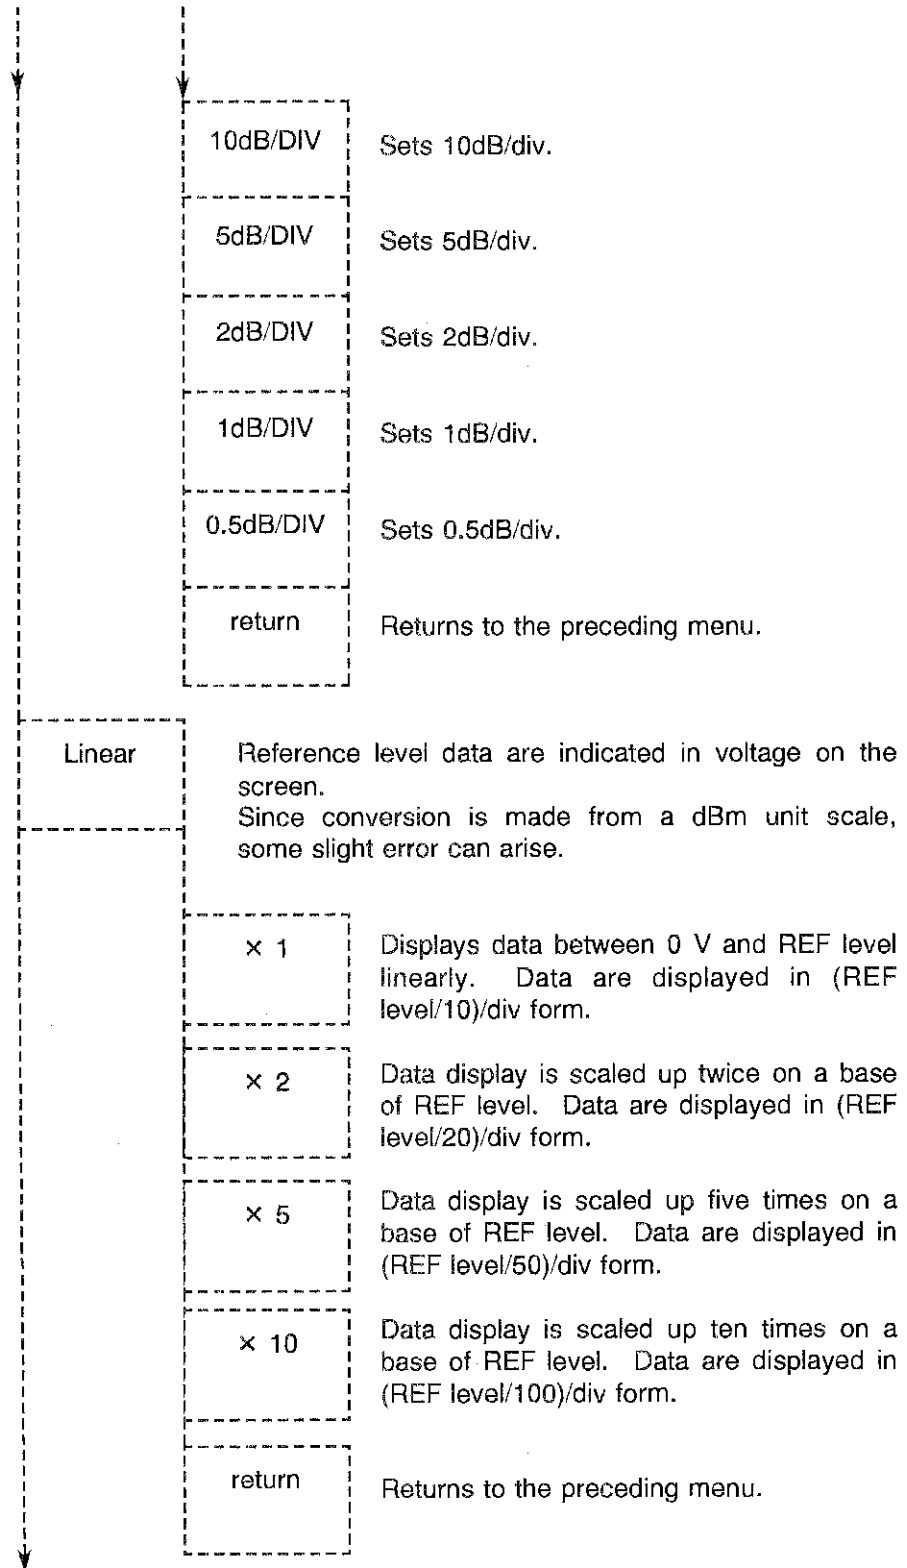 10dB/DIV
Sets 10dB/div.
5dB/DIV
Sets 5dB/div.
2dB/DIV
Sets 2dB/div.
1dB/DIV
Sets 1dB/div.
0.5dB/DIV
Sets 0.5dB/div.
return
Returns to the preceding menu.
Linear
Reference level data are indicated in voltage on the
screen.
Since conversion is made from a dBm unit scale,
some slight error can arise.
× 1
Displays data between 0 V and REF level
linearly. Data are displayed in (REF
level/10)/div form.
× 2
Data display is scaled up twice on a base
of REF level. Data are displayed in (REF
level/20)/div form.
× 5
Data display is scaled up five times on a
base of REF level. Data are displayed in
(REF level/50)/div form.
× 10
Data display is scaled up ten times on a
base of REF level. Data are displayed in
(REF level/100)/div form.
return
Returns to the preceding menu.